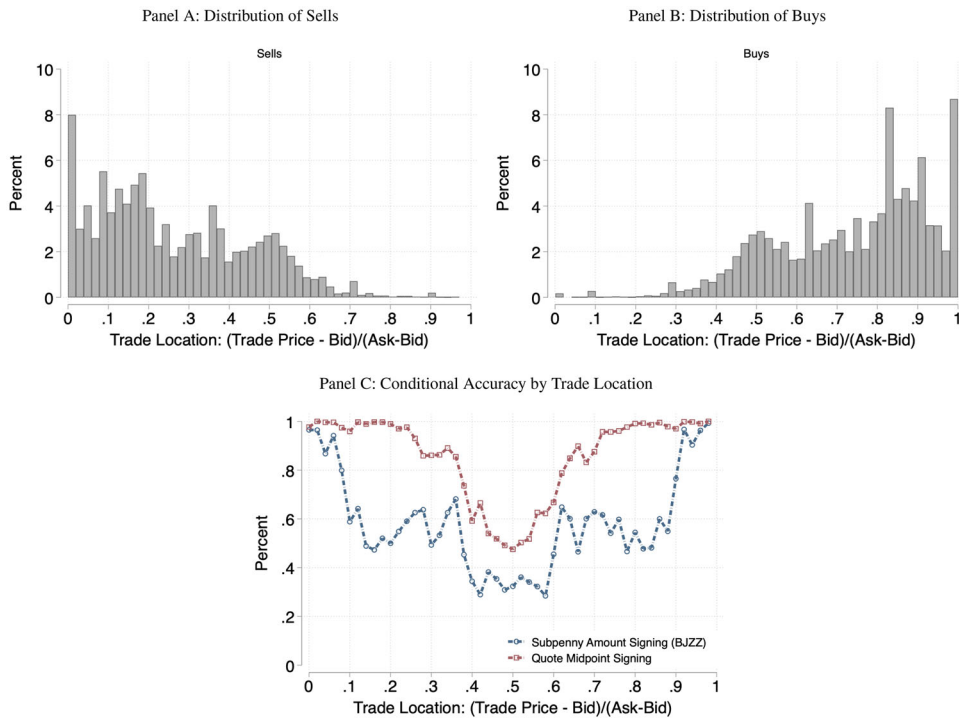 Panel A: Distribution of Sells
Sells
10
8
6
4
2
0
Percent
0 .1 .2 .3 .4 .5 .6 .7 .8 .9 1
Trade Location: (Trade Price - Bid)/(Ask-Bid)
Panel B: Distribution of Buys
Buys
10
8
6
4
2
0
Percent
0 .1 .2 .3 .4 .5 .6 .7 .8 .9 1
Trade Location: (Trade Price - Bid)/(Ask-Bid)
Panel C: Conditional Accuracy by Trade Location
1
.8
.6
.4
.2
0
Percent
Subpenny Amount Signing (BJZZ)
Quote Midpoint Signing
0 .1 .2 .3 .4 .5 .6 .7 .8 .9 1
Trade Location: (Trade Price - Bid)/(Ask-Bid)